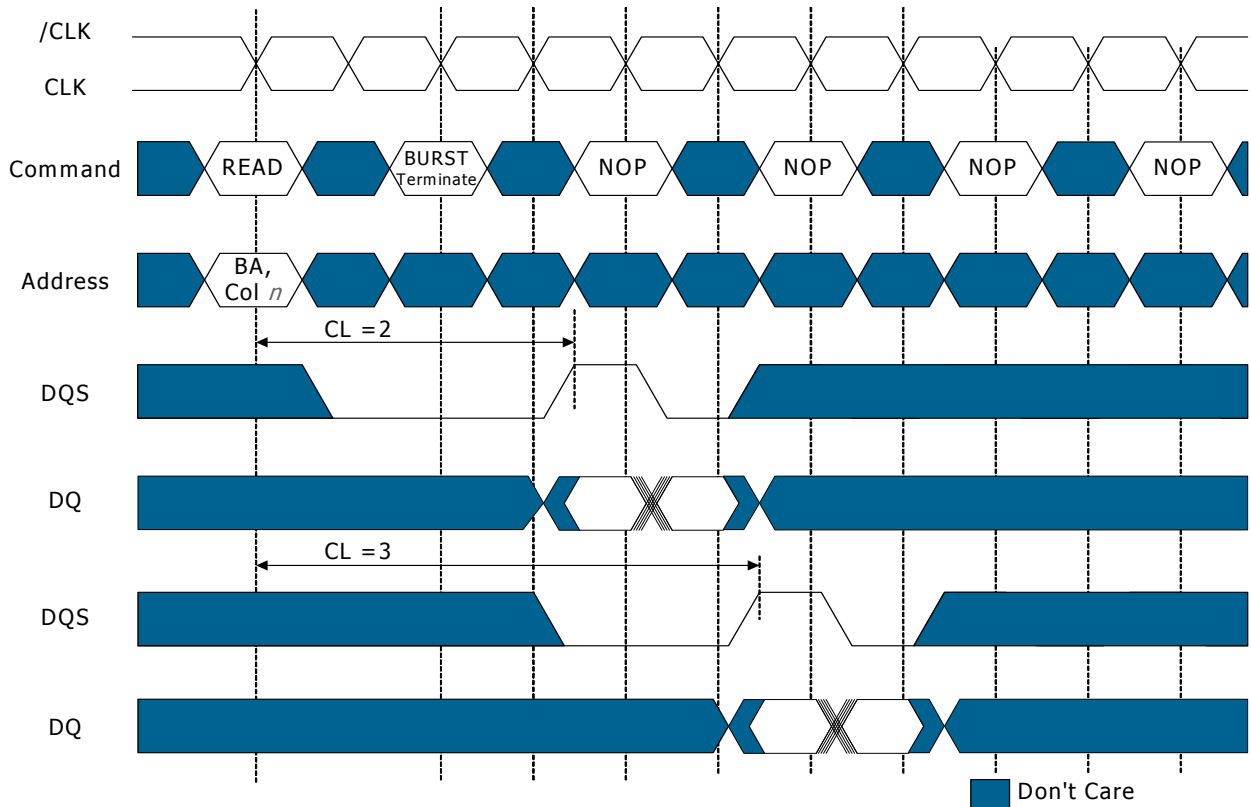 /CLK
CLK
Command
READ
BURST
Terminate
NOP
NOP
NOP
NOP
Address
BA,
Col n
CL =2
DQS
DQ
CL =3
DQS
DQ
Don't Care